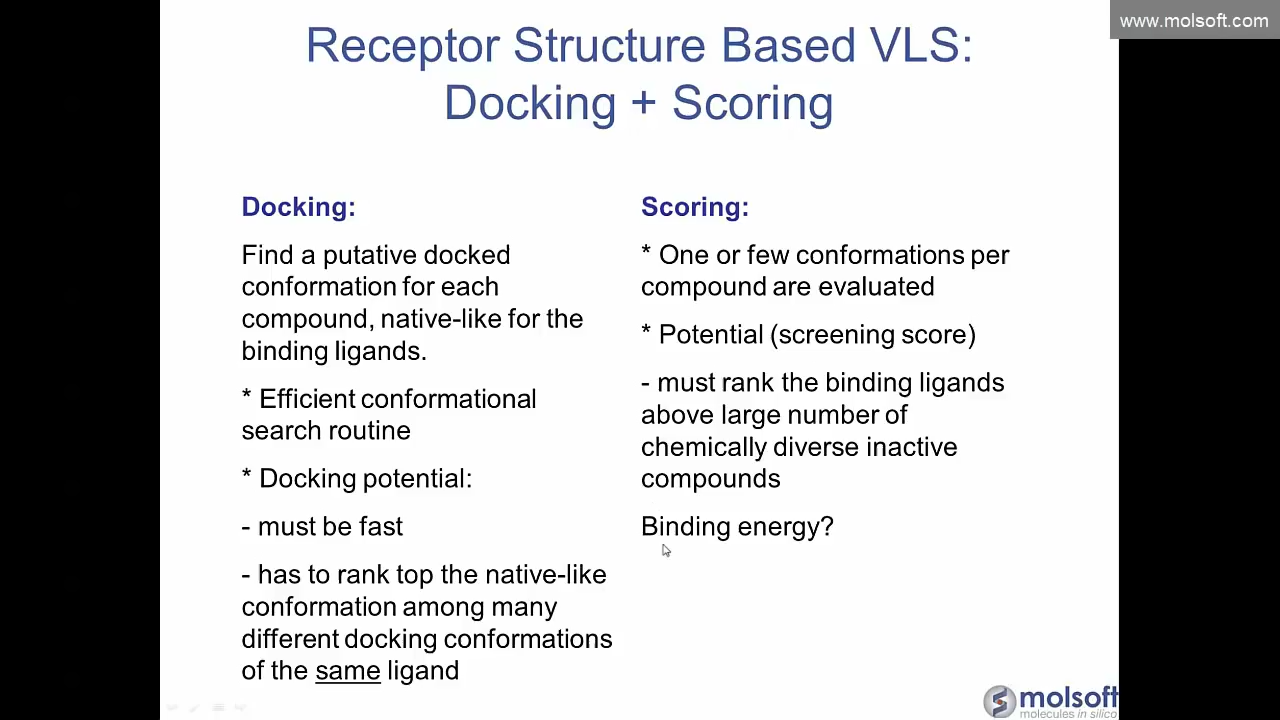 www.molsoft.com
Receptor Structure Based VLS:
Docking + Scoring
Docking:
Find a putative docked
conformation for each
compound, native-like for the
binding ligands.
* Efficient conformational
search routine
* Docking potential:
- must be fast
- has to rank top the native-like
conformation among many
different docking conformations
of the same ligand
Scoring:
* One or few conformations per
compound are evaluated
* Potential (screening score)
- must rank the binding ligands
above large number of
chemically diverse inactive
compounds
Binding energy?
molsoft
molecules in silico